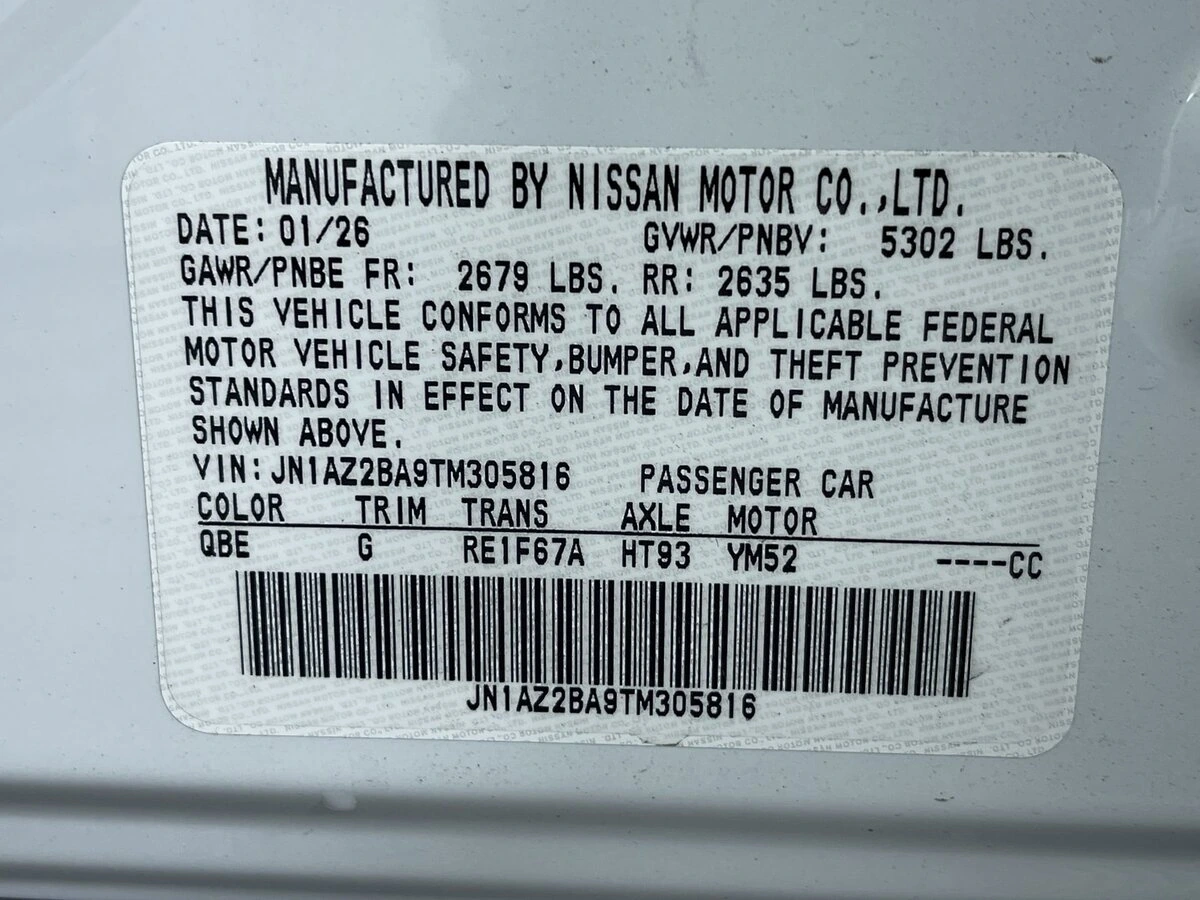 MANUFACTURED BY NISSAN MOTOR CO.,LTD.
DATE: 01/26 GVWR/PNBV: 5302 LBS.
GAWR/PNBE FR: 2679 LBS. RR: 2635 LBS.
THIS VEHICLE CONFORMS TO ALL APPLICABLE FEDERAL
MOTOR VEHICLE SAFETY,BUMPER,AND THEFT PREVENTION
STANDARDS IN EFFECT ON THE DATE OF MANUFACTURE
SHOWN ABOVE.
VIN: JN1AZ2BA9TM305816 PASSENGER CAR
COLOR TRIM TRANS AXLE MOTOR
QBE G RE1F67A HT93 YM52 ----CC
JN1AZ2BA9TM305816